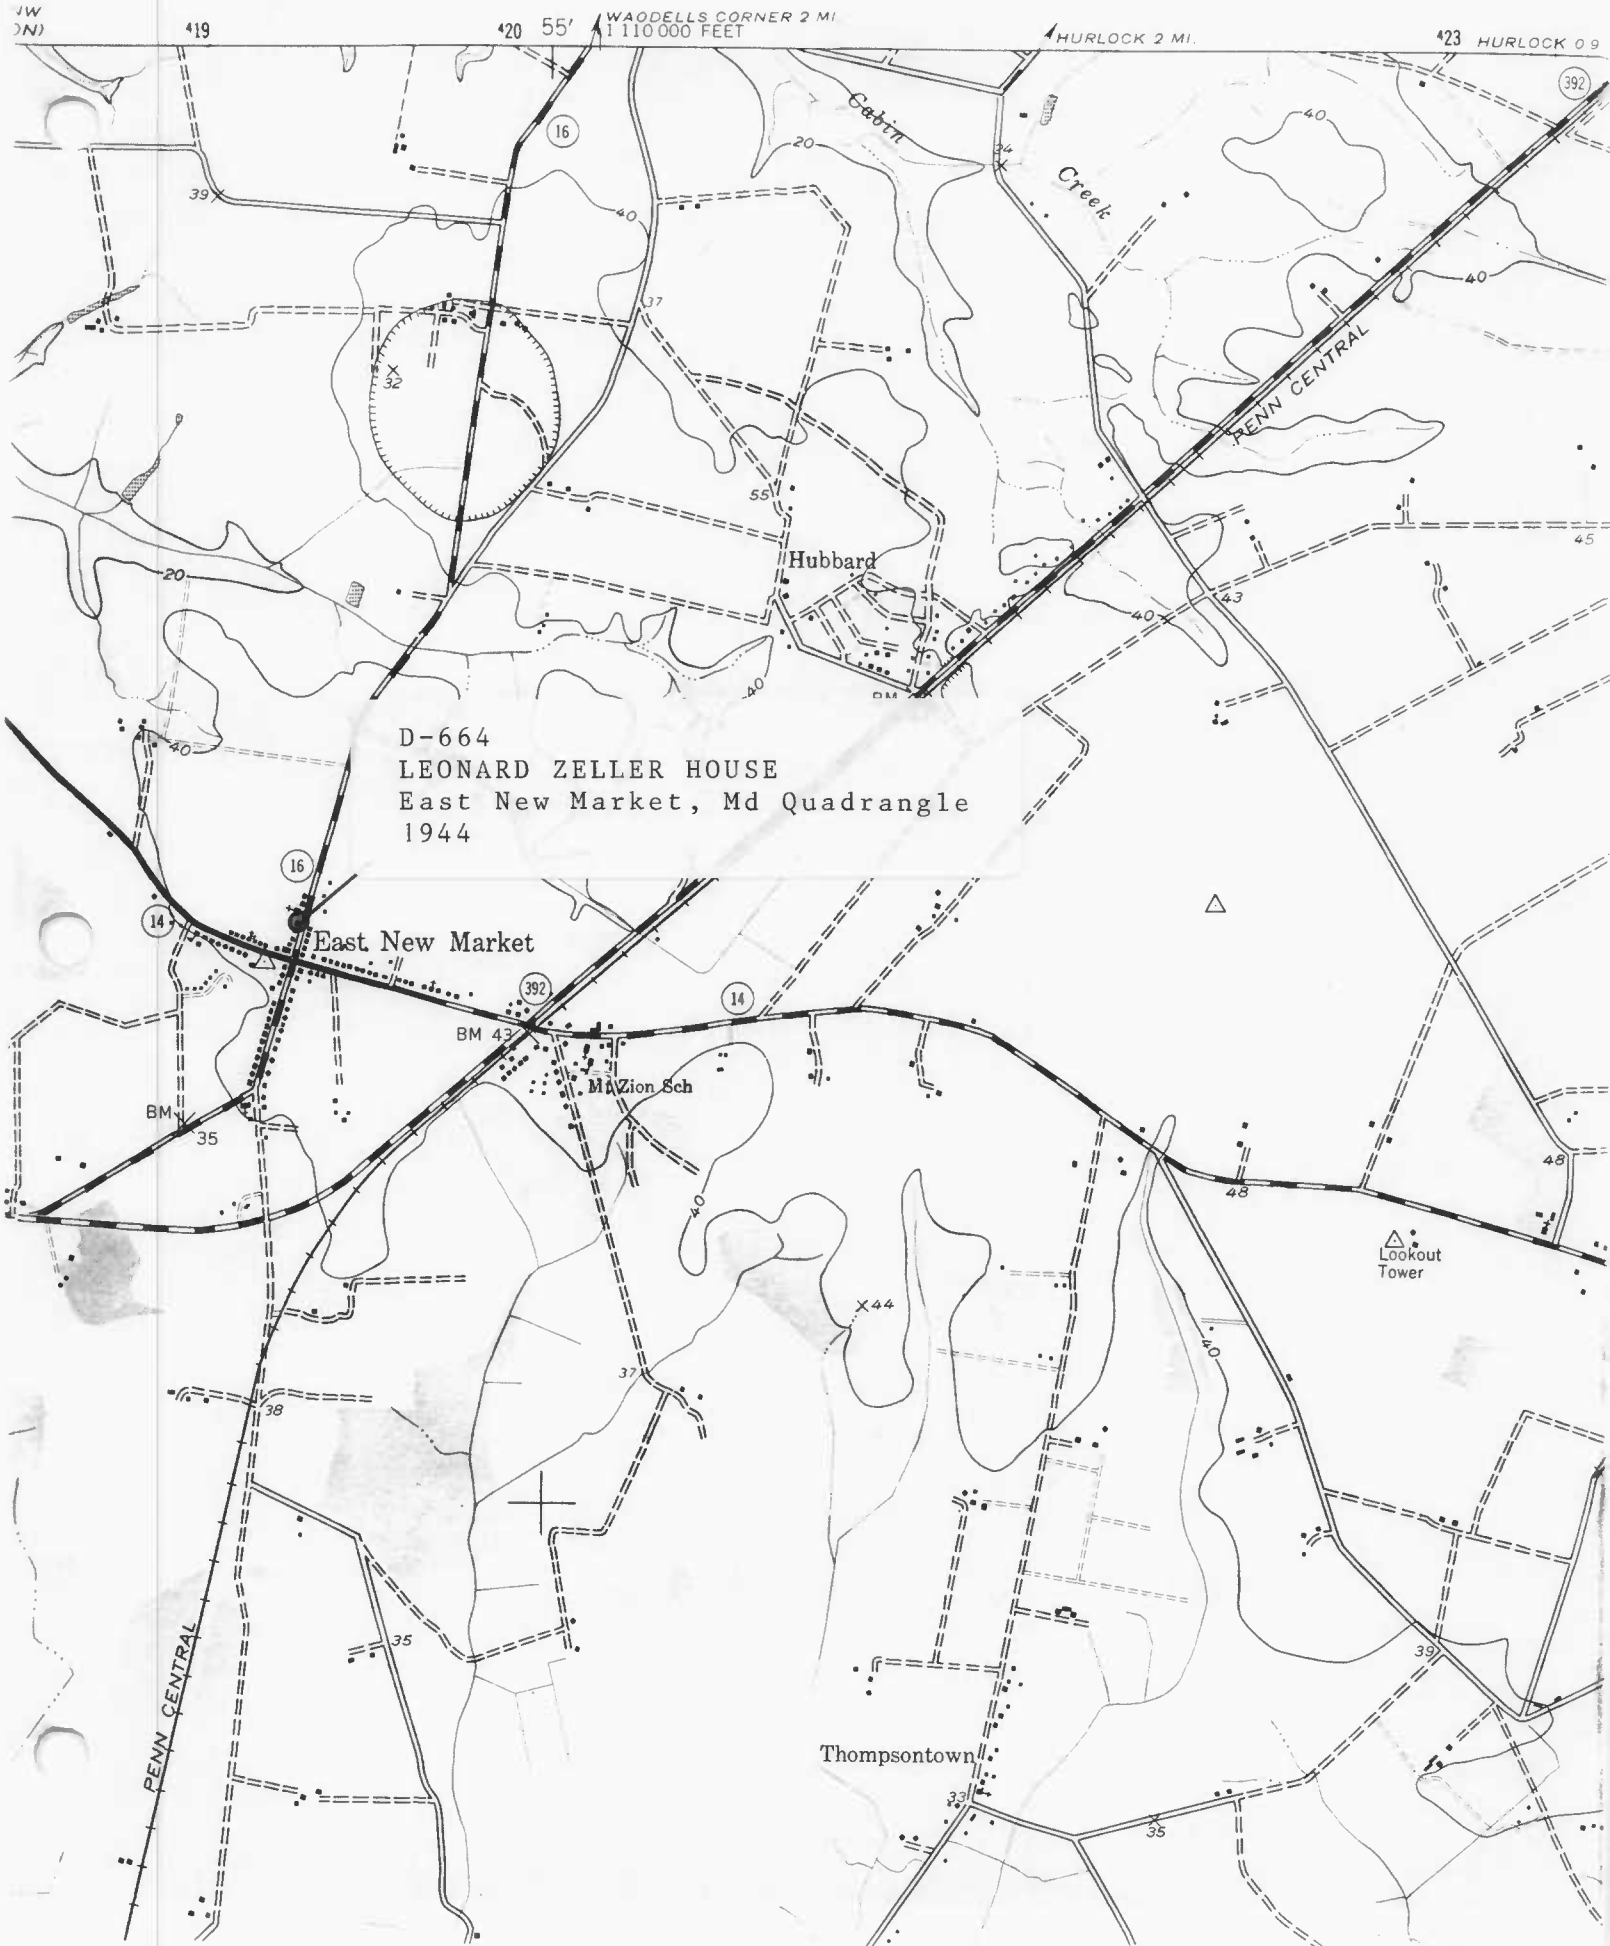 NW
ON)
419
420
55'
WAODELLS CORNER 2 MI.
1 110 000 FEET
HURLOCK 2 MI.
423
HURLOCK 0.9
392
16
Cabin
40
20
34
Creek
39
40
40
37
32
PENN CENTRAL
55
45
Hubbard
20
43
40
40
BM
40
D-664
LEONARD ZELLER HOUSE
East New Market, Md Quadrangle
1944
16
14
East New Market
392
14
BM 43
Mt Zion Sch
BM
35
48
48
40
Lookout
Tower
44
40
37
38
35
39
PENN CENTRAL
Thompsontown
33
35